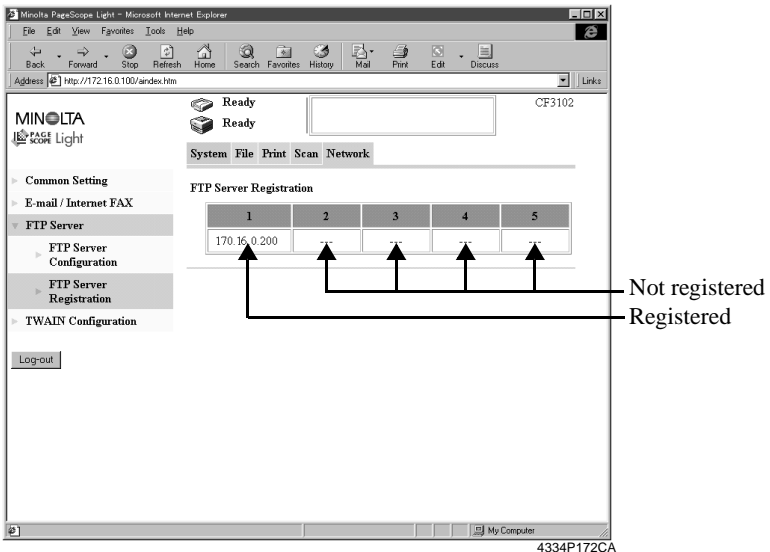 Minolta PageScope Light - Microsoft Internet Explorer
File Edit View Favorites Tools Help
Back Forward Stop Refresh Home Search Favorites History Mail Print Edit Discuss
Address http://172.16.0.100/aindex.htm Links
MINOLTA
PAGE SCOPE Light
Ready
Ready
CF3102
System File Print Scan Network
Common Setting
E-mail / Internet FAX
FTP Server
FTP Server
Configuration
FTP Server
Registration
TWAIN Configuration
Log-out
FTP Server Registration
1 2 3 4 5
170.16.0.200 --- --- --- ---
Not registered
Registered
My Computer
4334P172CA